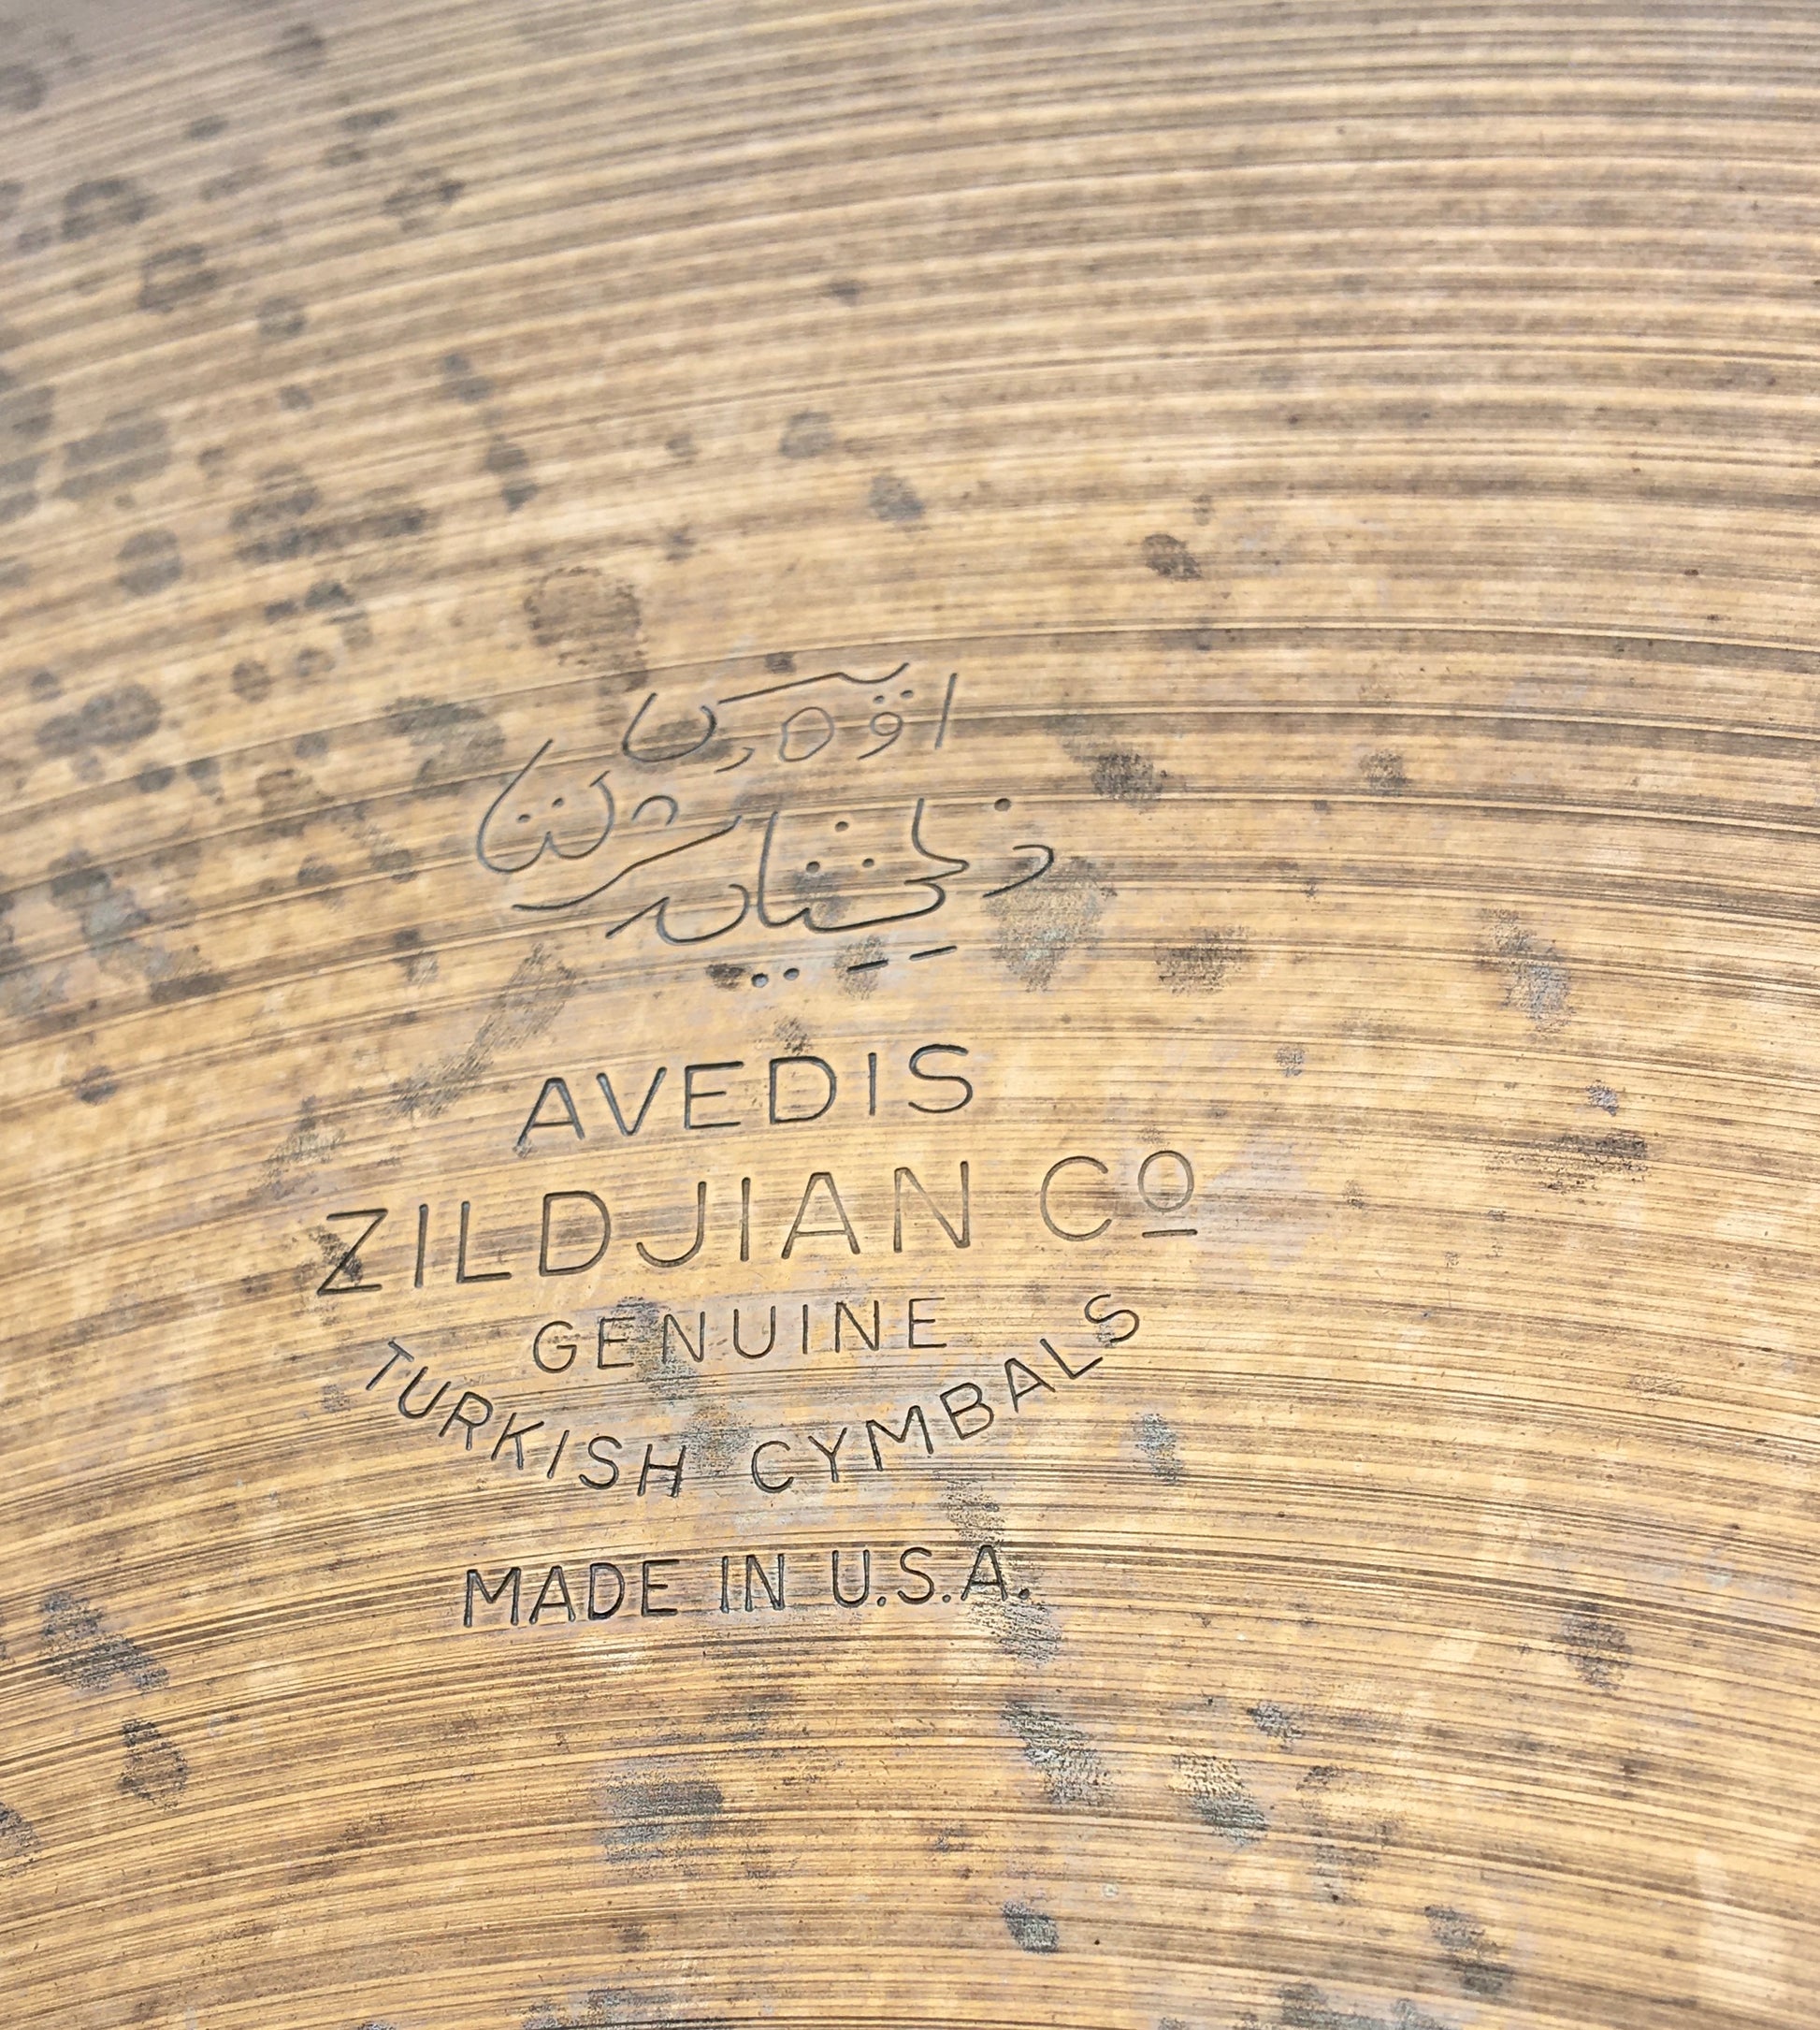 AVEDIS
ZILDJIAN Cº
GENUINE
TURKISH CYMBALS
MADE IN U.S.A.